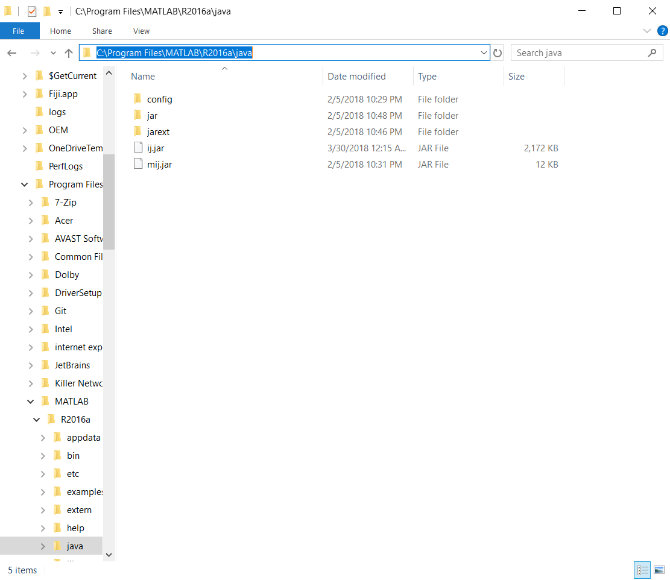 C:\Program Files\MATLAB\R2016a\java
File Home Share View
C:\Program Files\MATLAB\R2016a\java Search java
Name Date modified Type Size
config 2/5/2018 10:29 PM File folder
jar 2/5/2018 10:48 PM File folder
jarext 2/5/2018 10:46 PM File folder
ij.jar 3/30/2018 12:15 A... JAR File 2,172 KB
mij.jar 2/5/2018 10:31 PM JAR File 12 KB
$GetCurrent
Fiji.app
logs
OEM
OneDriveTem
PerfLogs
Program Files
7-Zip
Acer
AVAST Softw
Common Fil
Dolby
DriverSetup
Git
Intel
internet exp
JetBrains
Killer Netwo
MATLAB
R2016a
appdata
bin
etc
examples
extern
help
java
5 items